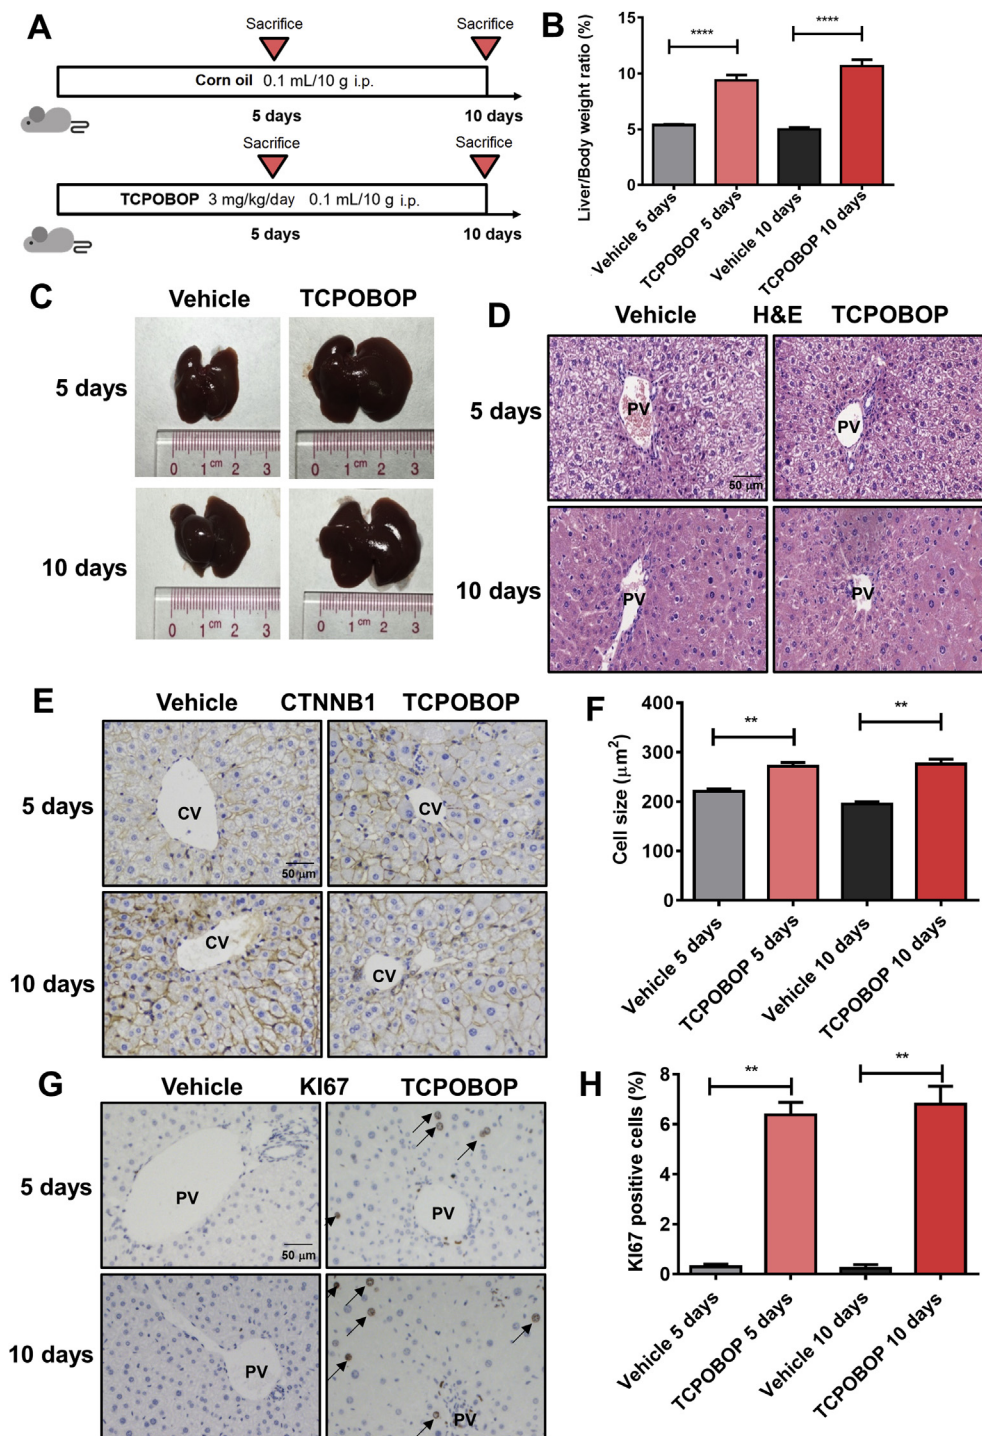 A
Sacrifice Sacrifice
Corn oil 0.1 mL/10 g i.p.
5 days 10 days
Sacrifice Sacrifice
TCPOBOP 3 mg/kg/day 0.1 mL/10 g i.p.
5 days 10 days
B
Liver/Body weight ratio (%)
15
10
5
0
**** ****
Vehicle 5 days
TCPOBOP 5 days
Vehicle 10 days
TCPOBOP 10 days
C
Vehicle TCPOBOP
5 days
0 1 cm 2 3
0 1 cm 2 3
10 days
0 1 cm 2 3
0 1 cm 2 3
D
Vehicle H&E TCPOBOP
5 days
PV
50 μm
PV
50 μm
10 days
PV
PV
E
Vehicle CTNNB1 TCPOBOP
5 days
CV
50 μm
CV
10 days
CV
CV
F
Cell size (μm²)
400
300
200
100
0
** **
Vehicle 5 days
TCPOBOP 5 days
Vehicle 10 days
TCPOBOP 10 days
G
Vehicle KI67 TCPOBOP
5 days
PV
50 μm
PV
10 days
PV
PV
H
KI67 positive cells (%)
8
6
4
2
0
** **
Vehicle 5 days
TCPOBOP 5 days
Vehicle 10 days
TCPOBOP 10 days